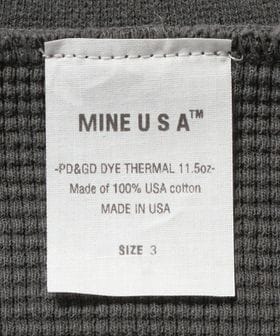 MINE U S A™
-PD&GD DYE THERMAL 11.5oz-
Made of 100% USA cotton
MADE IN USA
SIZE 3